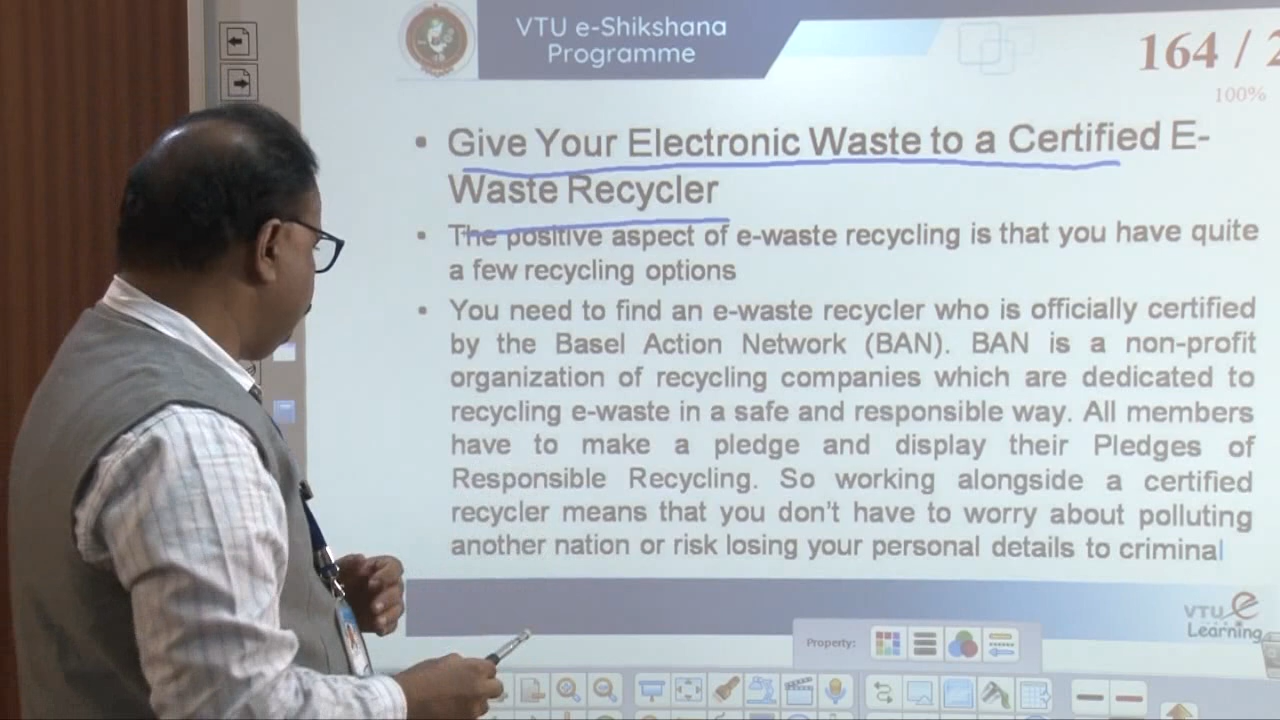 VTU e-Shikshana
Programme
164 / 2
100%
• Give Your Electronic Waste to a Certified E-
Waste Recycler
• The positive aspect of e-waste recycling is that you have quite
a few recycling options
• You need to find an e-waste recycler who is officially certified
by the Basel Action Network (BAN). BAN is a non-profit
organization of recycling companies which are dedicated to
recycling e-waste in a safe and responsible way. All members
have to make a pledge and display their Pledges of
Responsible Recycling. So working alongside a certified
recycler means that you don't have to worry about polluting
another nation or risk losing your personal details to criminal
VTU e
Learning
Property: